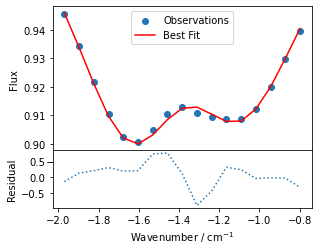 Observations
Best Fit
Flux
0.94
0.93
0.92
0.91
0.90
Residual
0.5
0.0
−0.5
−2.0 −1.8 −1.6 −1.4 −1.2 −1.0 −0.8
Wavenumber / cm⁻¹